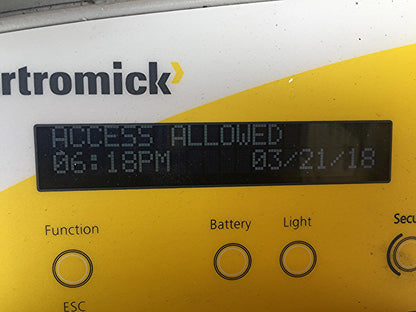 rtromick
ACCESS ALLOWED
06:18PM 03/21/18
Function Battery Light Secu
ESC